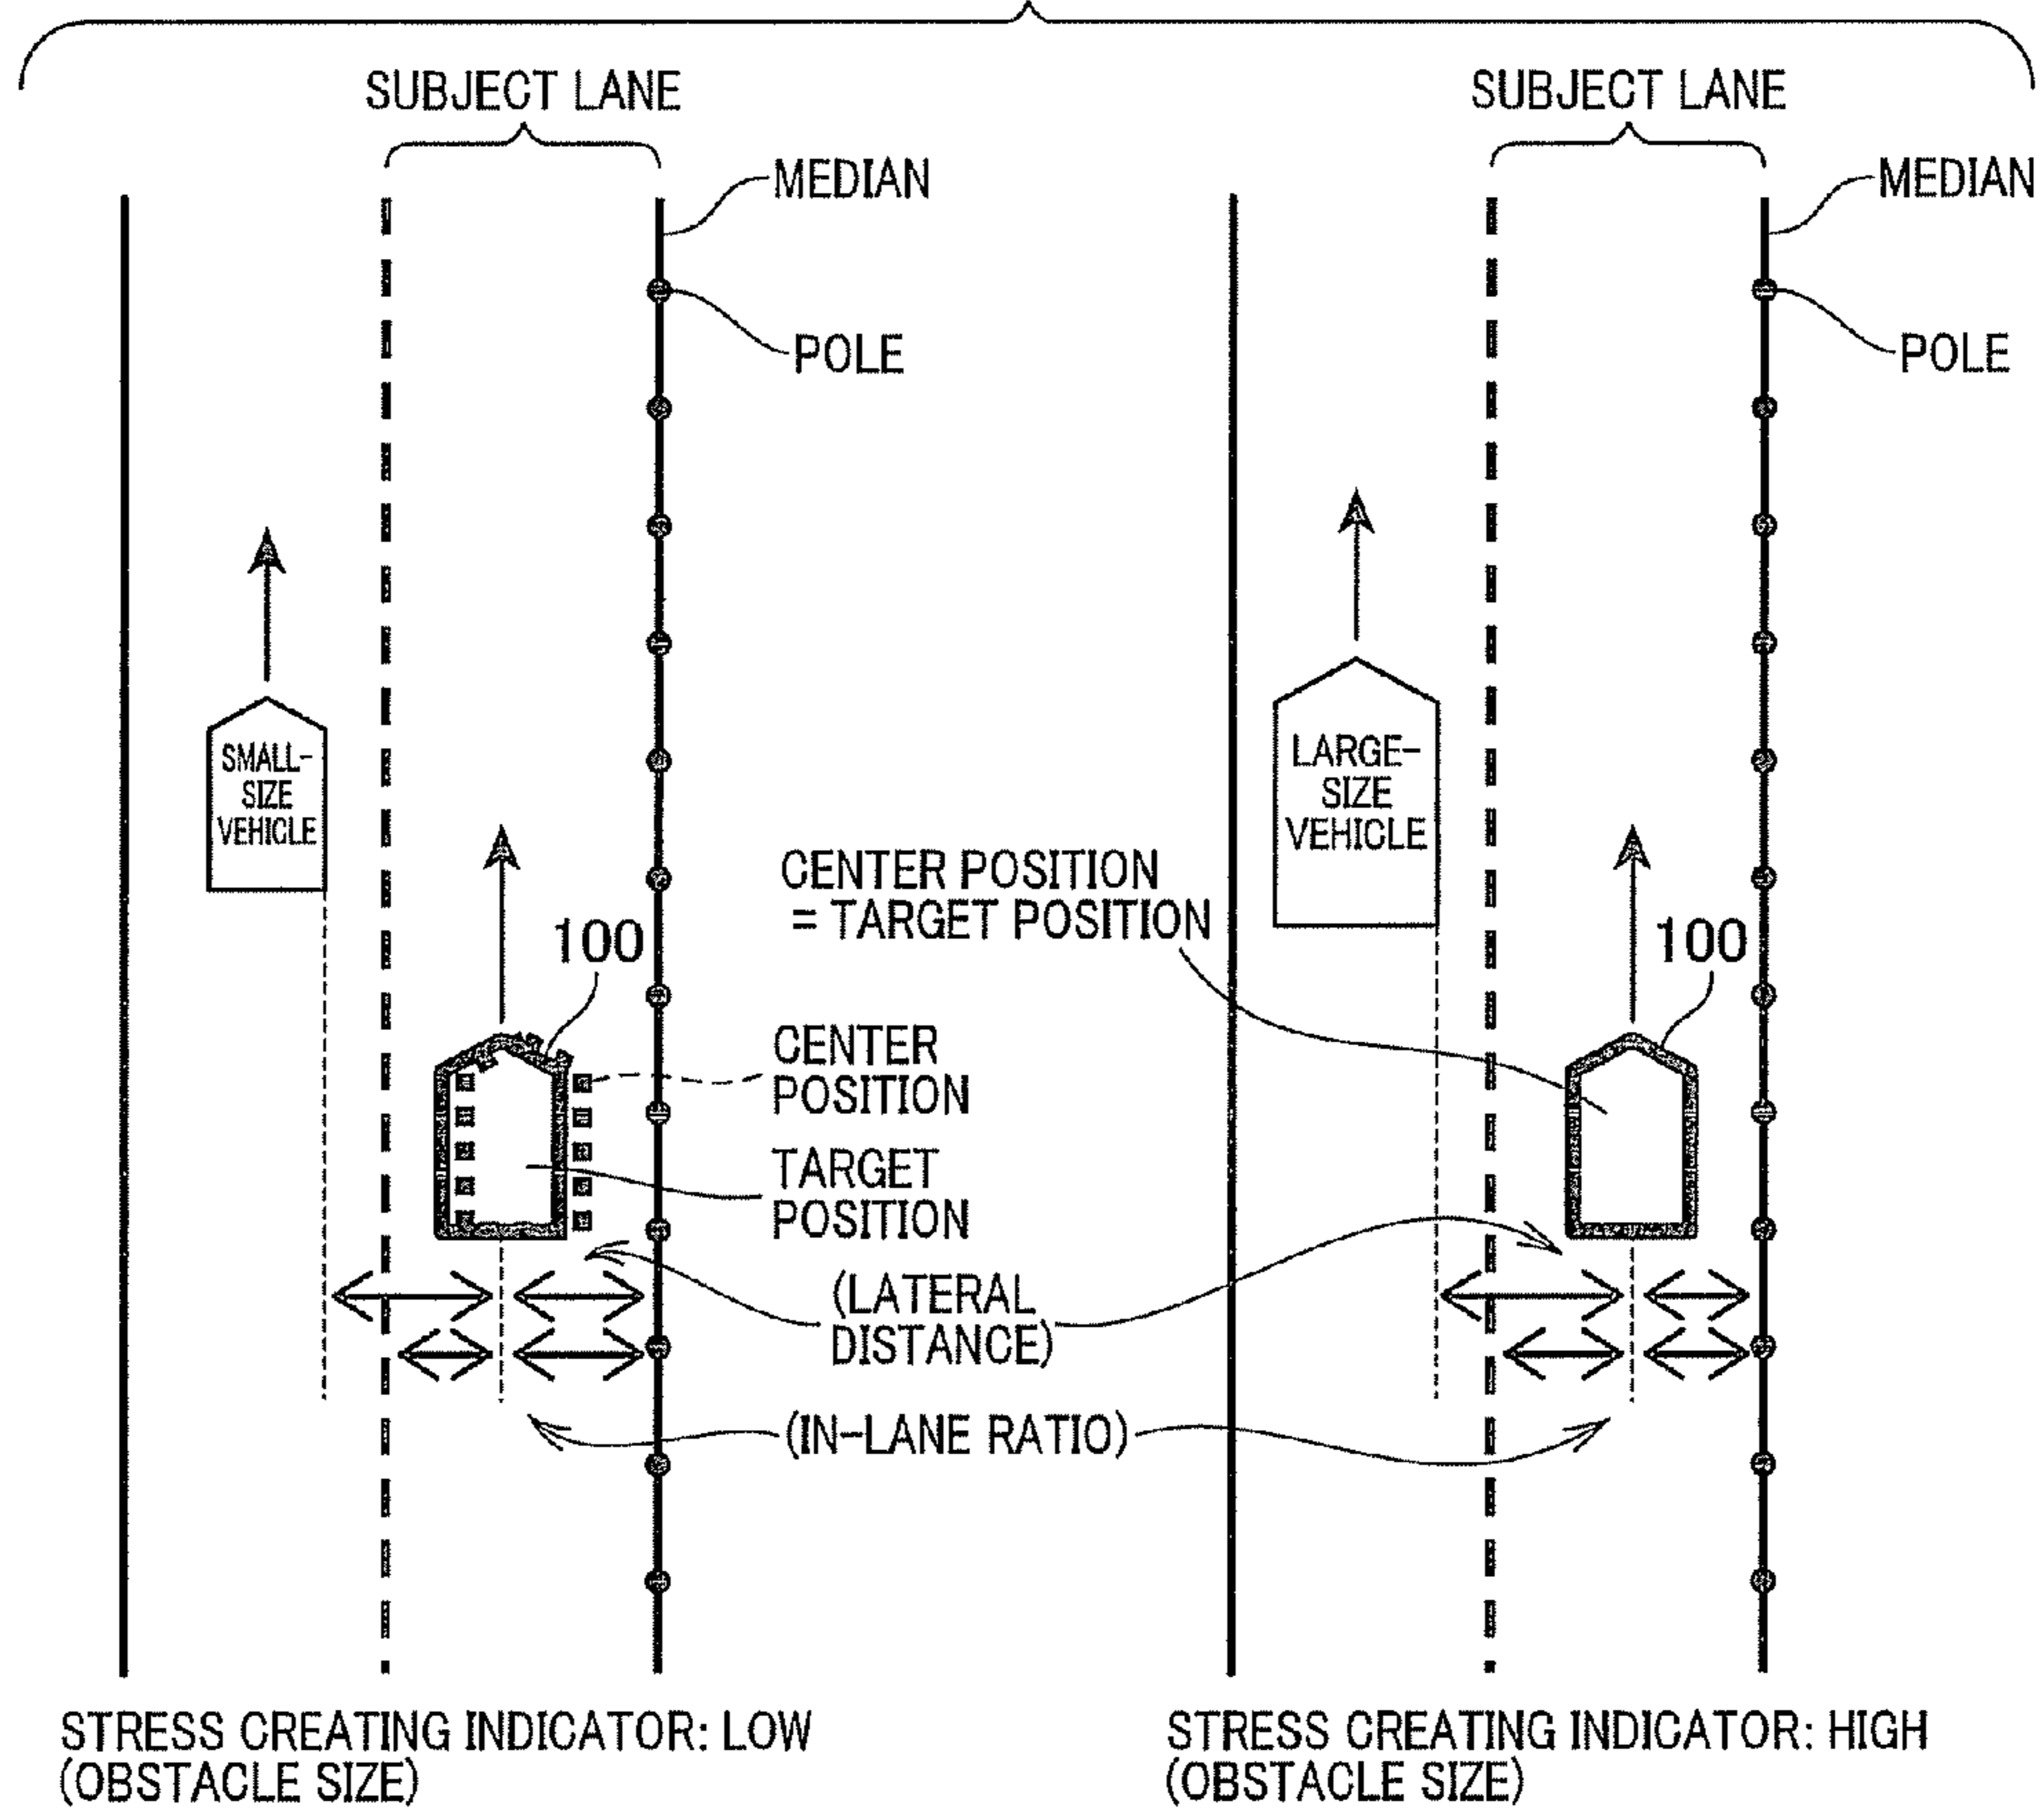 SUBJECT LANE
MEDIAN
POLE
SMALL-
SIZE
VEHICLE
100
CENTER
POSITION
TARGET
POSITION
SUBJECT LANE
MEDIAN
POLE
LARGE-
SIZE
VEHICLE
CENTER POSITION
= TARGET POSITION
100
(LATERAL
DISTANCE)
(IN-LANE RATIO)
STRESS CREATING INDICATOR: LOW
(OBSTACLE SIZE)
STRESS CREATING INDICATOR: HIGH
(OBSTACLE SIZE)